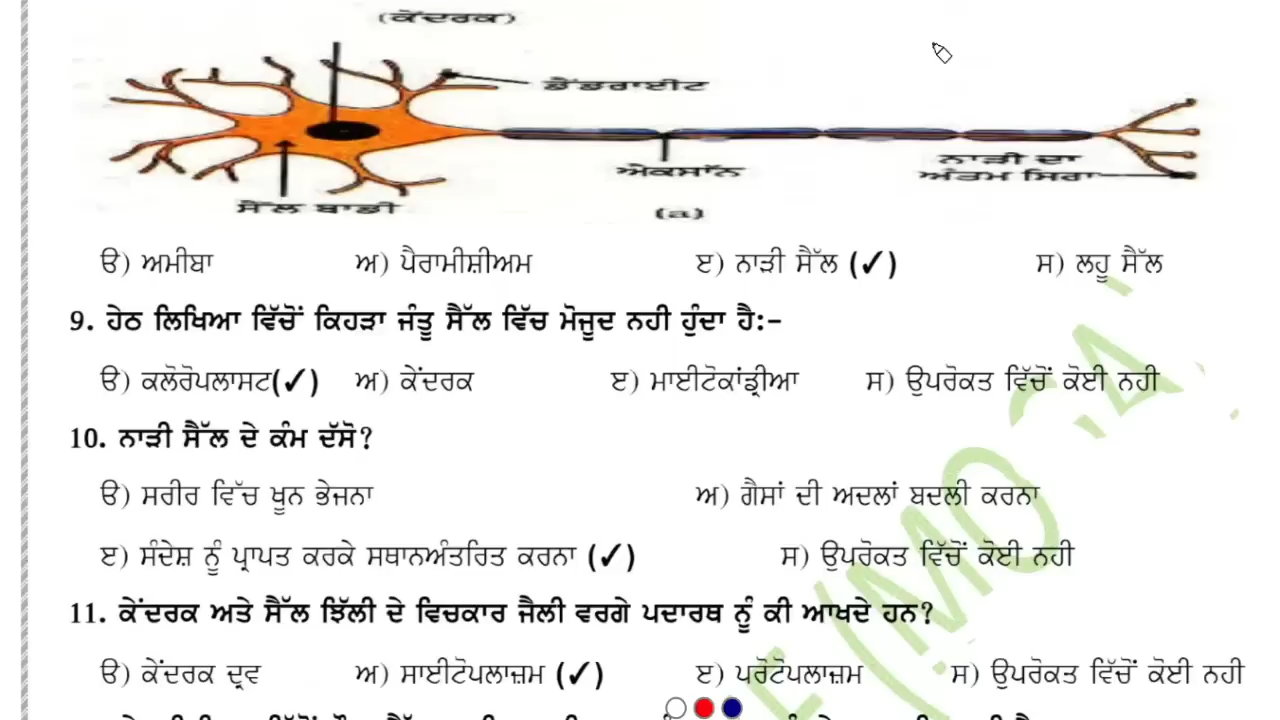 (ਕੇਂਦਰਕ)
ਡੈਂਡਰਾਈਟ
ਐਕਸਾੱਨ
ਨਾੜੀ ਦਾ
ਅੰਤਮ ਸਿਰਾ
ਸੈੱਲ ਬਾਡੀ
(a)
ੳ) ਅਮੀਬਾ ਅ) ਪੈਰਾਮੀਸ਼ੀਅਮ ੲ) ਨਾੜੀ ਸੈੱਲ (✓) ਸ) ਲਹੂ ਸੈੱਲ
9. ਹੇਠ ਲਿਖਿਆ ਵਿੱਚੋਂ ਕਿਹੜਾ ਜੰਤੂ ਸੈੱਲ ਵਿੱਚ ਮੋਜੂਦ ਨਹੀ ਹੁੰਦਾ ਹੈ:-
ੳ) ਕਲੋਰੋਪਲਾਸਟ(✓) ਅ) ਕੇਂਦਰਕ ੲ) ਮਾਈਟੋਕਾਂਡ੍ਰੀਆ ਸ) ਉਪਰੋਕਤ ਵਿੱਚੋਂ ਕੋਈ ਨਹੀ
10. ਨਾੜੀ ਸੈੱਲ ਦੇ ਕੰਮ ਦੱਸੋ?
ੳ) ਸਰੀਰ ਵਿੱਚ ਖੂਨ ਭੇਜਨਾ ਅ) ਗੈਸਾਂ ਦੀ ਅਦਲਾਂ ਬਦਲੀ ਕਰਨਾ
ੲ) ਸੰਦੇਸ਼ ਨੂੰ ਪ੍ਰਾਪਤ ਕਰਕੇ ਸਥਾਨਅੰਤਰਿਤ ਕਰਨਾ (✓) ਸ) ਉਪਰੋਕਤ ਵਿੱਚੋਂ ਕੋਈ ਨਹੀ
11. ਕੇਂਦਰਕ ਅਤੇ ਸੈੱਲ ਝਿੱਲੀ ਦੇ ਵਿਚਕਾਰ ਜੈਲੀ ਵਰਗੇ ਪਦਾਰਥ ਨੂੰ ਕੀ ਆਖਦੇ ਹਨ?
ੳ) ਕੇਂਦਰਕ ਦ੍ਰਵ ਅ) ਸਾਈਟੋਪਲਾਜ਼ਮ (✓) ੲ) ਪਰੋਟੋਪਲਾਜ਼ਮ ਸ) ਉਪਰੋਕਤ ਵਿੱਚੋਂ ਕੋਈ ਨਹੀ